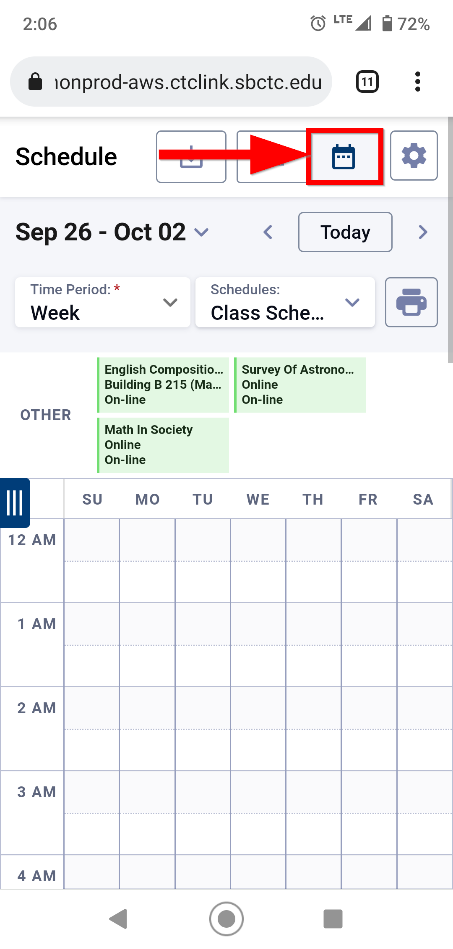 2:06
LTE
72%
nonprod-aws.ctclink.sbctc.edu
11
Schedule
Sep 26 - Oct 02
Today
Time Period: *
Week
Schedules:
Class Sche...
OTHER
English Compositio...
Building B 215 (Ma...
On-line
Survey Of Astrono...
Online
On-line
Math In Society
Online
On-line
SU MO TU WE TH FR SA
12 AM
1 AM
2 AM
3 AM
4 AM